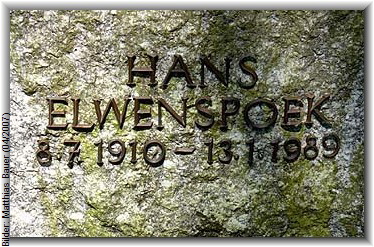 HANS
ELWENSPOEK
8.7.1910 – 13.1.1989
Bilder: Matthias Bauer (04/2007)